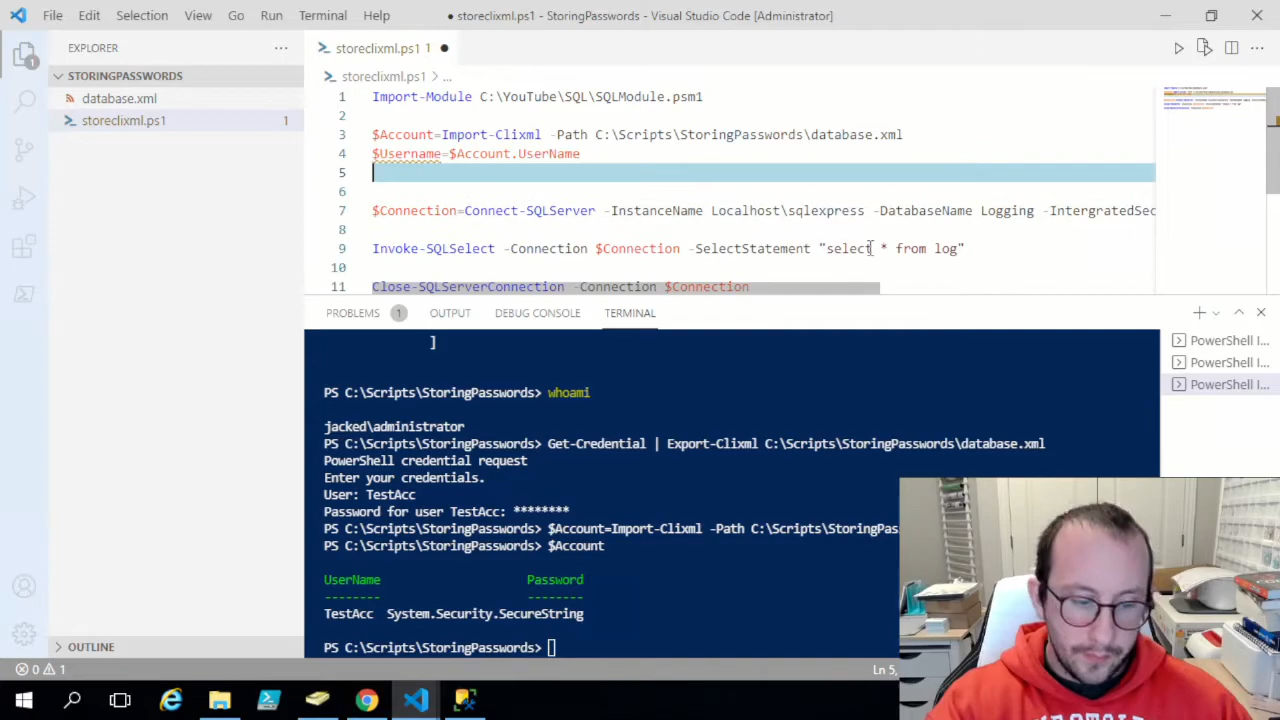 File Edit Selection View Go Run Terminal Help ● storeclixml.ps1 - StoringPasswords - Visual Studio Code [Administrator]
EXPLORER ···
storeclixml.ps1 1 ●
STORINGPASSWORDS
database.xml
storeclixml.ps1 1
storeclixml.ps1 > ...
1 Import-Module C:\YouTube\SQL\SQLModule.psm1
2
3 $Account=Import-Clixml -Path C:\Scripts\StoringPasswords\database.xml
4 $Username=$Account.UserName
5
6
7 $Connection=Connect-SQLServer -InstanceName Localhost\sqlexpress -DatabaseName Logging -IntergratedSec
8
9 Invoke-SQLSelect -Connection $Connection -SelectStatement "select * from log"
10
11 Close-SQLServerConnection -Connection $Connection
PROBLEMS 1 OUTPUT DEBUG CONSOLE TERMINAL
]
PS C:\Scripts\StoringPasswords> whoami
jacked\administrator
PS C:\Scripts\StoringPasswords> Get-Credential | Export-Clixml C:\Scripts\StoringPasswords\database.xml
PowerShell credential request
Enter your credentials.
User: TestAcc
Password for user TestAcc: ********
PS C:\Scripts\StoringPasswords> $Account=Import-Clixml -Path C:\Scripts\StoringPas
PS C:\Scripts\StoringPasswords> $Account
UserName Password
-------- --------
TestAcc System.Security.SecureString
PS C:\Scripts\StoringPasswords>
PowerShell I...
PowerShell I...
PowerShell I...
OUTLINE
0 1
Ln 5,